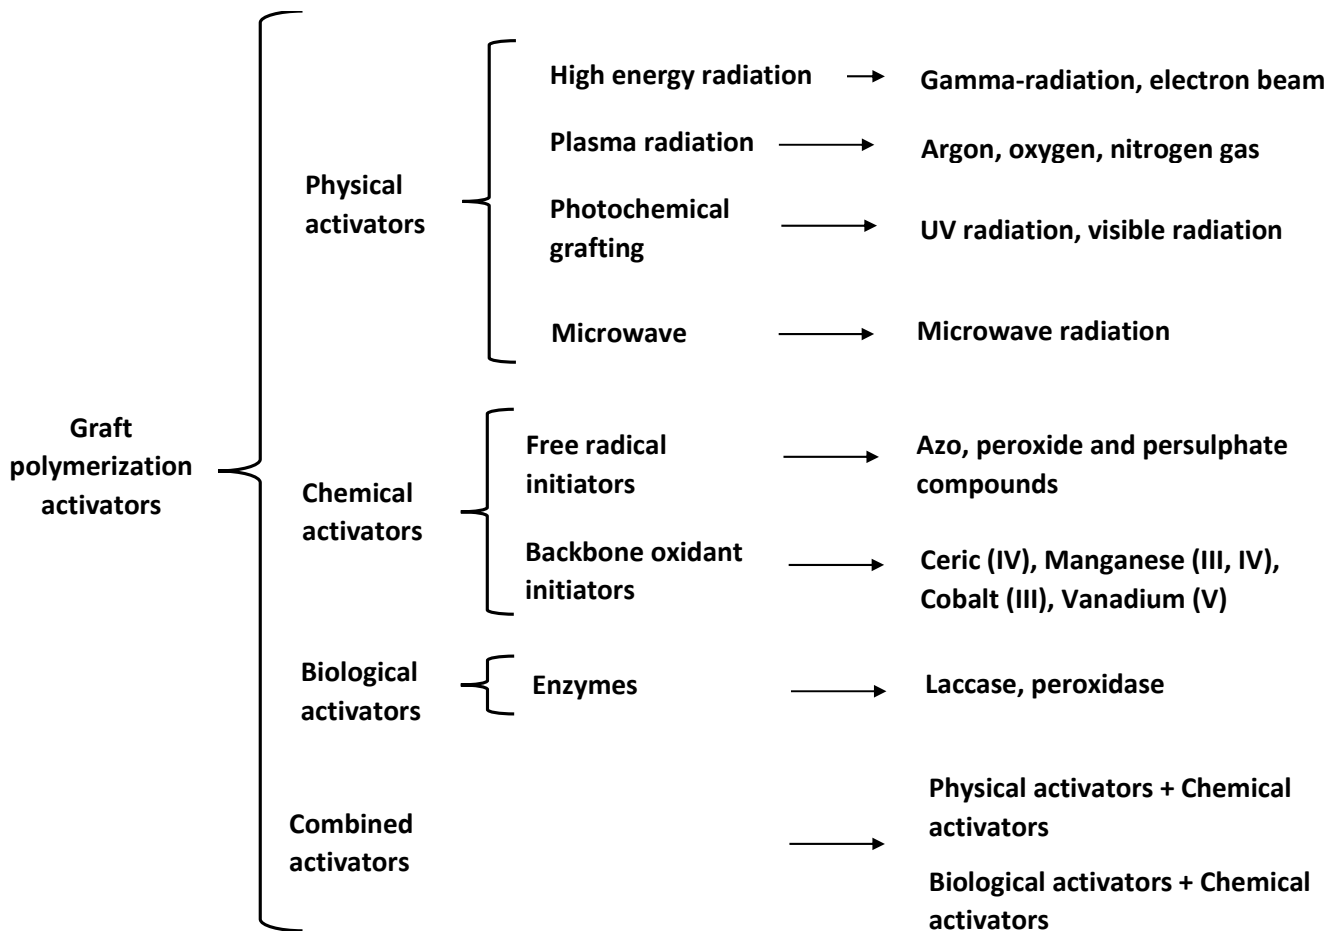 Graft
polymerization
activators
Physical
activators
High energy radiation
Gamma-radiation, electron beam
Plasma radiation
Argon, oxygen, nitrogen gas
Photochemical
grafting
UV radiation, visible radiation
Microwave
Microwave radiation
Chemical
activators
Free radical
initiators
Azo, peroxide and persulphate
compounds
Backbone oxidant
initiators
Ceric (IV), Manganese (III, IV),
Cobalt (III), Vanadium (V)
Biological
activators
Enzymes
Laccase, peroxidase
Combined
activators
Physical activators + Chemical
activators
Biological activators + Chemical
activators